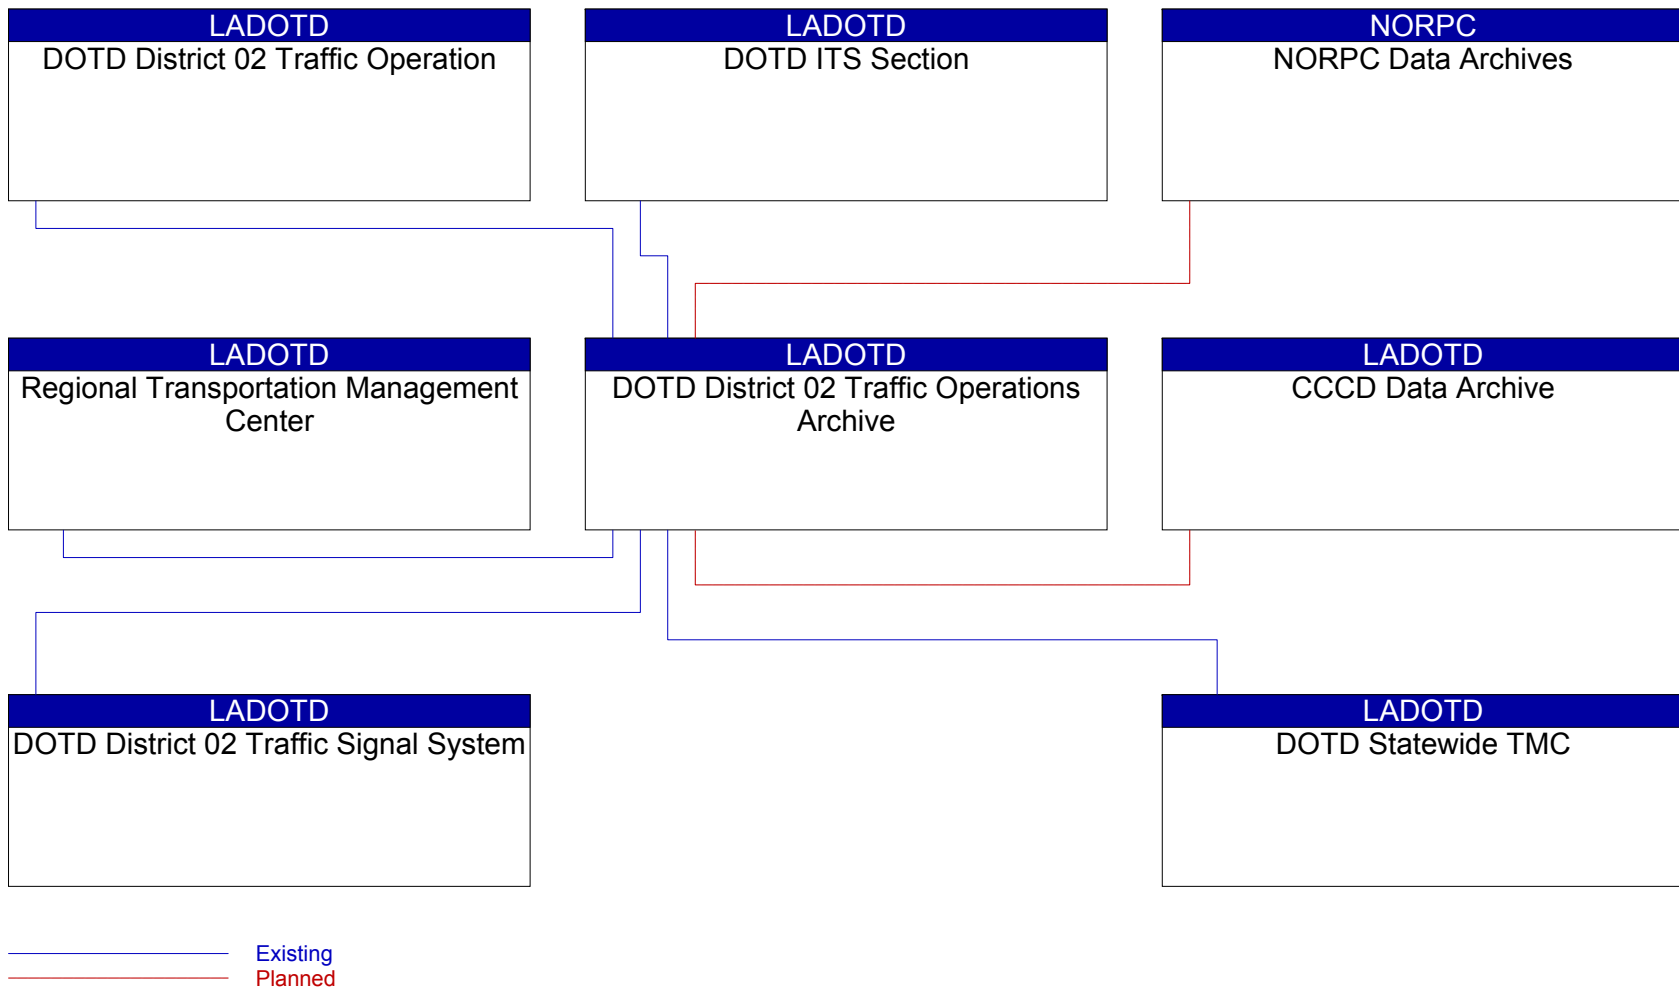 LADOTD
DOTD District 02 Traffic Operation
LADOTD
DOTD ITS Section
NORPC
NORPC Data Archives
LADOTD
Regional Transportation Management
Center
LADOTD
DOTD District 02 Traffic Operations
Archive
LADOTD
CCCD Data Archive
LADOTD
DOTD District 02 Traffic Signal System
LADOTD
DOTD Statewide TMC
Existing
Planned